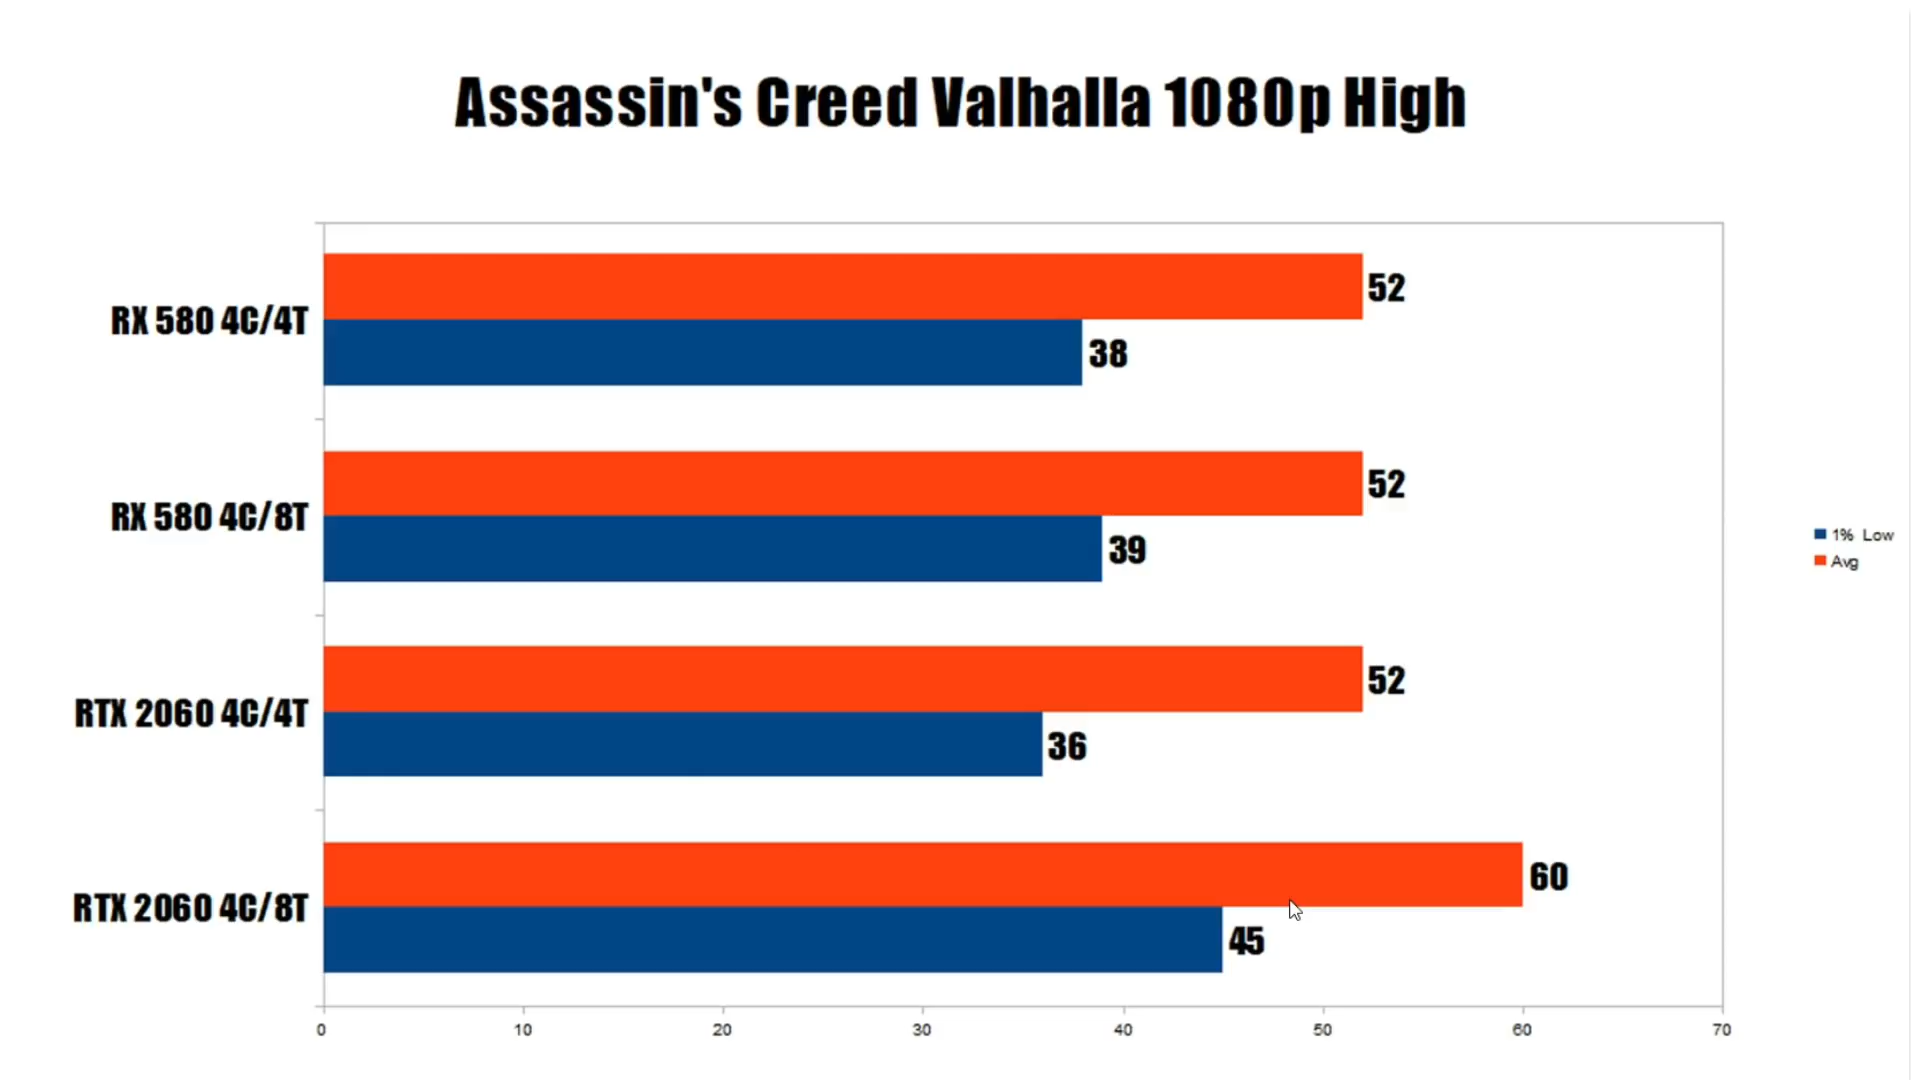 Assassin's Creed Valhalla 1080p High
RX 580 4C/4T
52
38
RX 580 4C/8T
52
39
1% Low
Avg
RTX 2060 4C/4T
52
36
RTX 2060 4C/8T
60
45
0 10 20 30 40 50 60 70